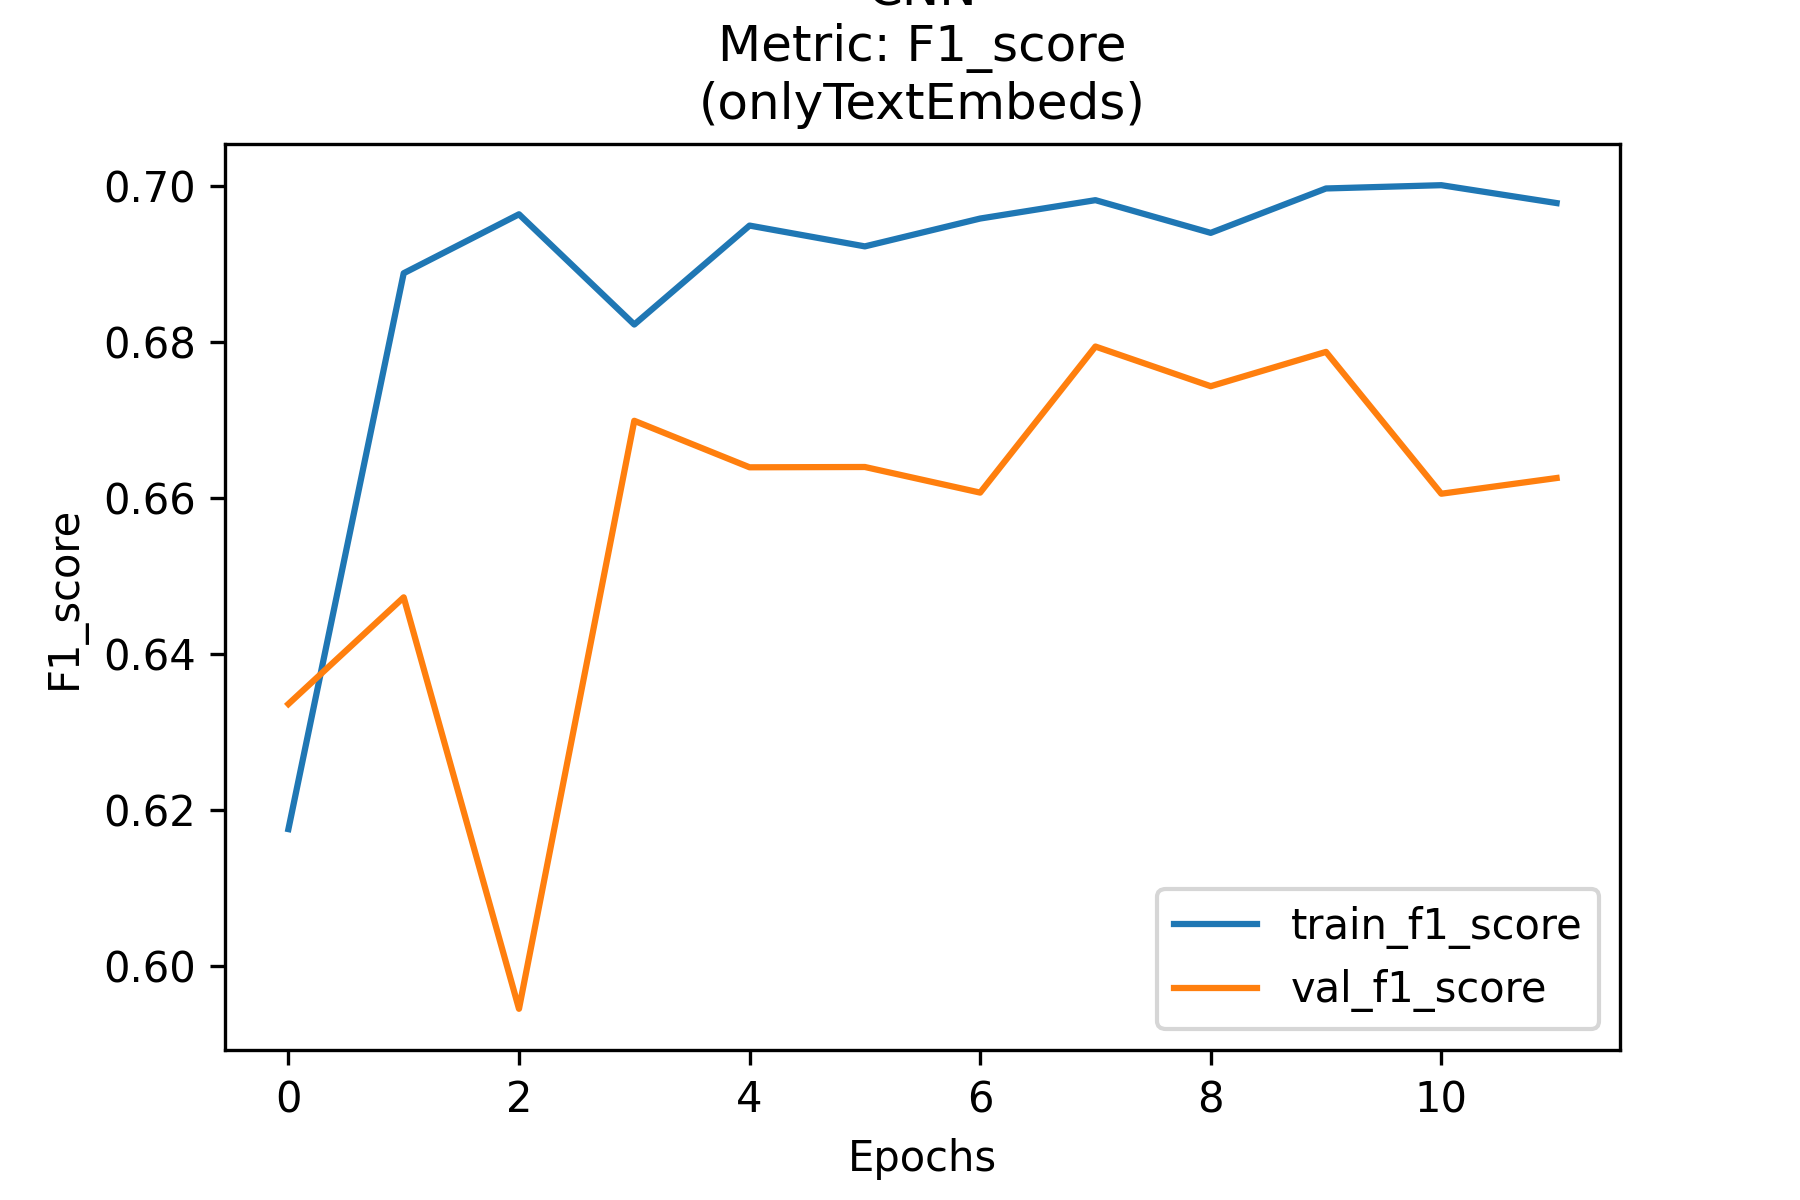 Metric: F1_score
(onlyTextEmbeds)
F1_score
0.70
0.68
0.66
0.64
0.62
0.60
train_f1_score
val_f1_score
0 2 4 6 8 10
Epochs